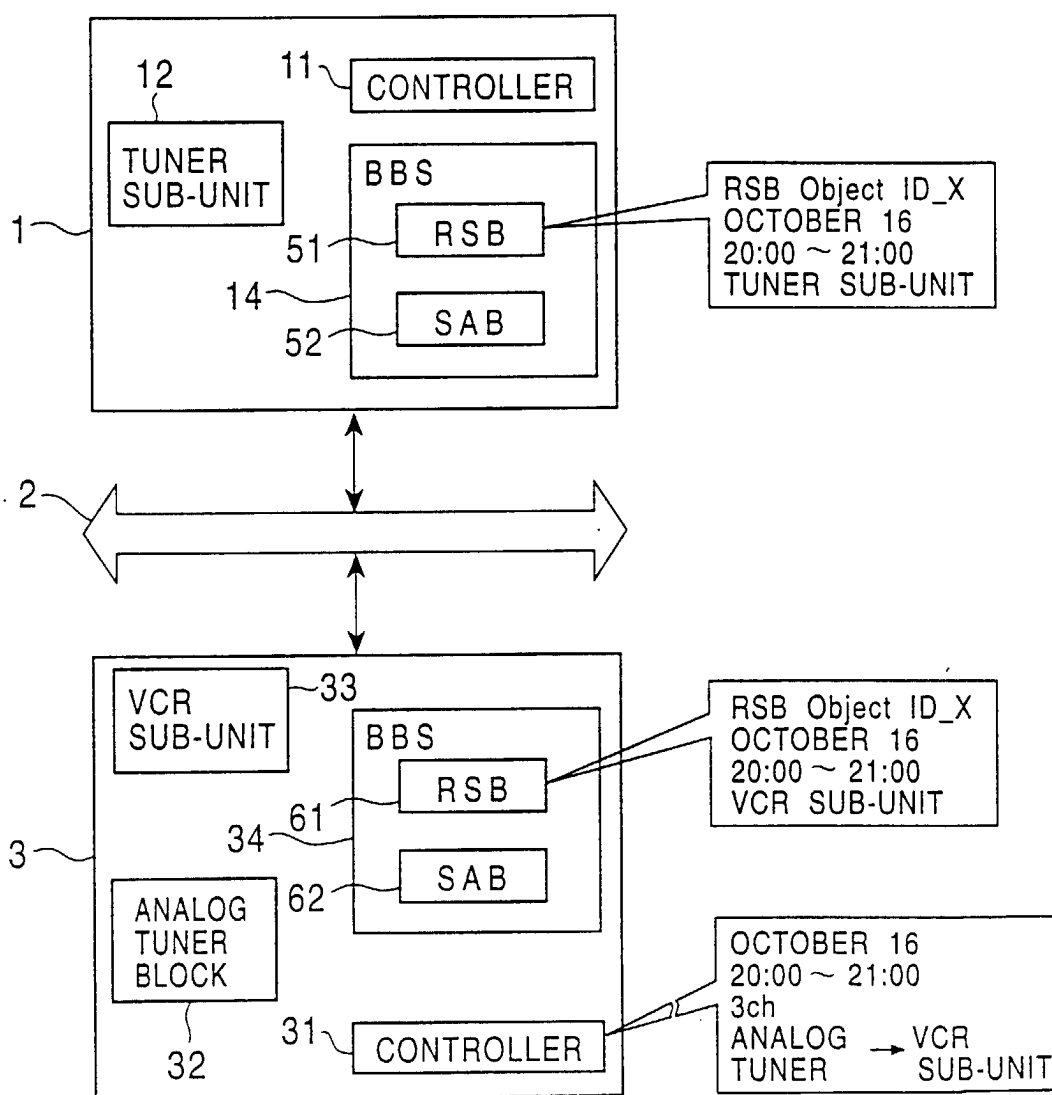 11
CONTROLLER
12
TUNER
SUB-UNIT
BBS
RSB
51
14
SAB
52
1
RSB Object ID_X
OCTOBER 16
20:00 ~ 21:00
TUNER SUB-UNIT
2
VCR
SUB-UNIT
33
BBS
RSB
61
34
SAB
62
3
RSB Object ID_X
OCTOBER 16
20:00 ~ 21:00
VCR SUB-UNIT
ANALOG
TUNER
BLOCK
32
31
CONTROLLER
OCTOBER 16
20:00 ~ 21:00
3ch
ANALOG → VCR
TUNER SUB-UNIT